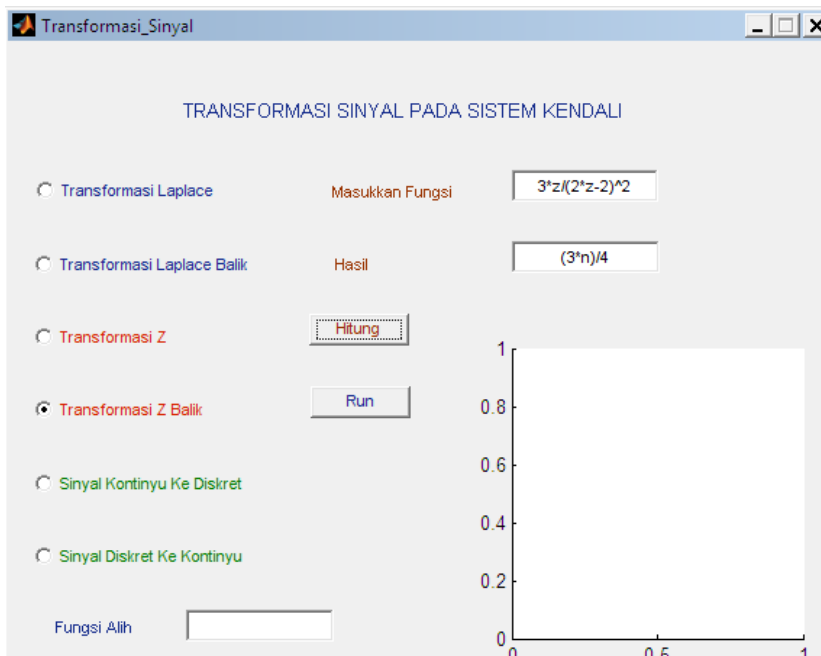 Transformasi_Sinyal
TRANSFORMASI SINYAL PADA SISTEM KENDALI
Transformasi Laplace
Masukkan Fungsi
3*z/(2*z-2)^2
Transformasi Laplace Balik
Hasil
(3*n)/4
Transformasi Z
Hitung
Transformasi Z Balik
Run
Sinyal Kontinyu Ke Diskret
Sinyal Diskret Ke Kontinyu
Fungsi Alih
1
0.8
0.6
0.4
0.2
0
0 0.5 1